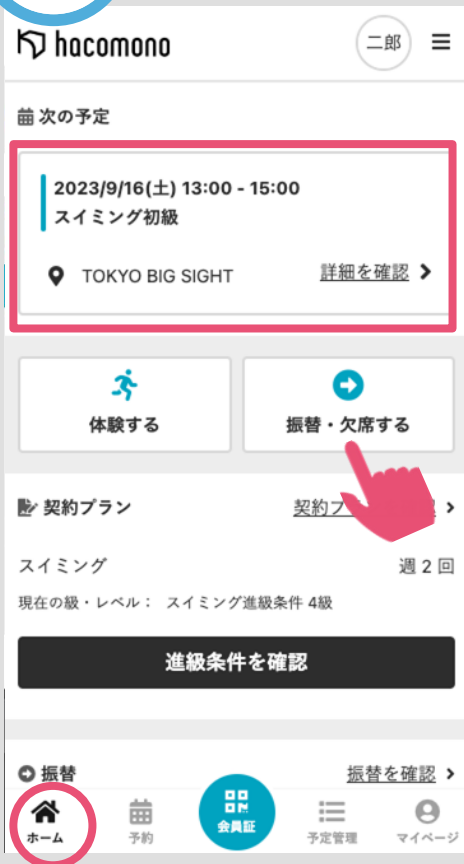 hacomono
二郎
次の予定
2023/9/16(土) 13:00 - 15:00
スイミング初級
TOKYO BIG SIGHT
詳細を確認
体験する
振替・欠席する
契約プラン
契約プ
スイミング
週 2 回
現在の級・レベル： スイミング進級条件 4級
進級条件を確認
振替
振替を確認
ホーム
予約
会員証
予定管理
マイページ